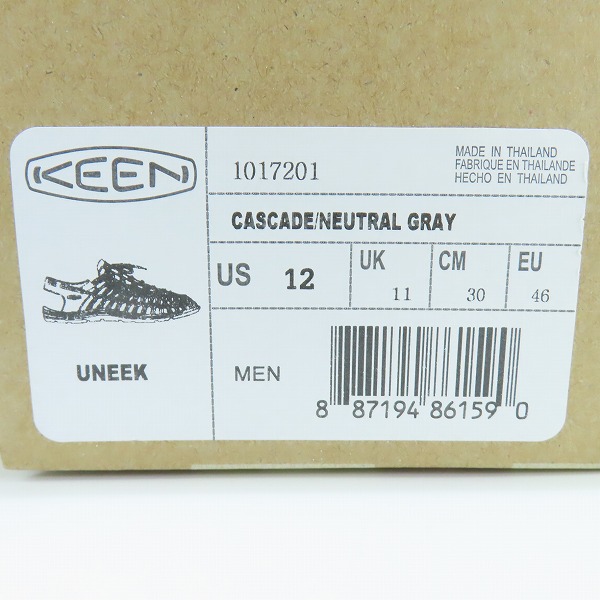 KEEN
1017201
MADE IN THAILAND
FABRIQUE EN THAILANDE
HECHO EN THAILAND
CASCADE/NEUTRAL GRAY
US 12
UK 11
CM 30
EU 46
UNEEK
MEN
8 87194 86159 0